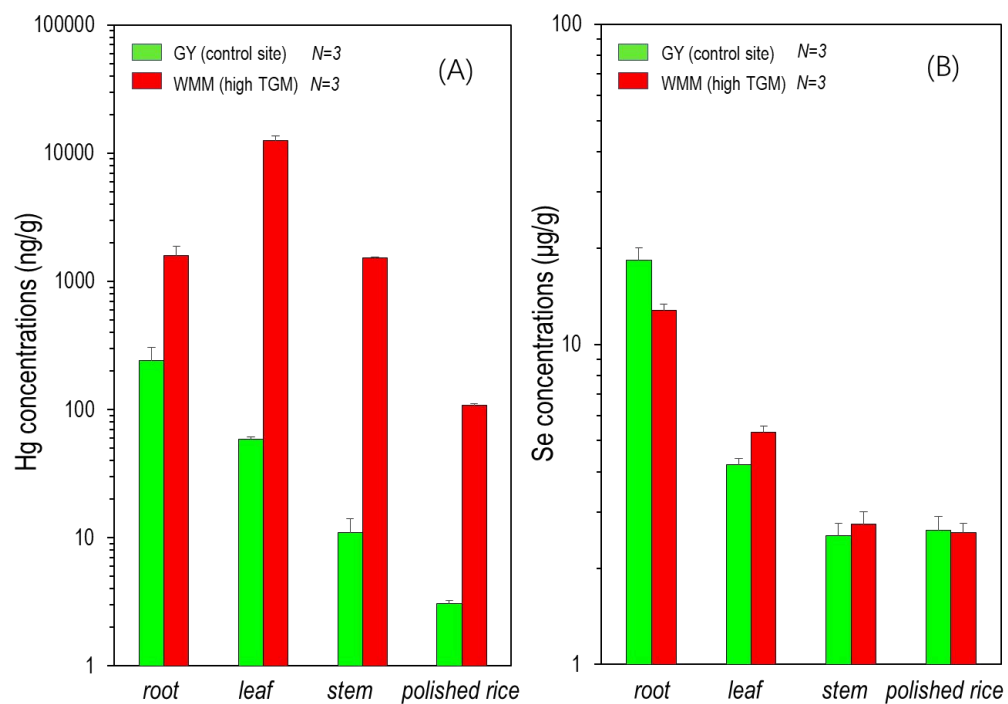 100000
10000
1000
100
10
1
Hg concentrations (ng/g)
GY (control site) N=3
WMM (high TGM) N=3
(A)
root leaf stem polished rice
100
10
1
Se concentrations (µg/g)
GY (control site) N=3
WMM (high TGM) N=3
(B)
root leaf stem polished rice